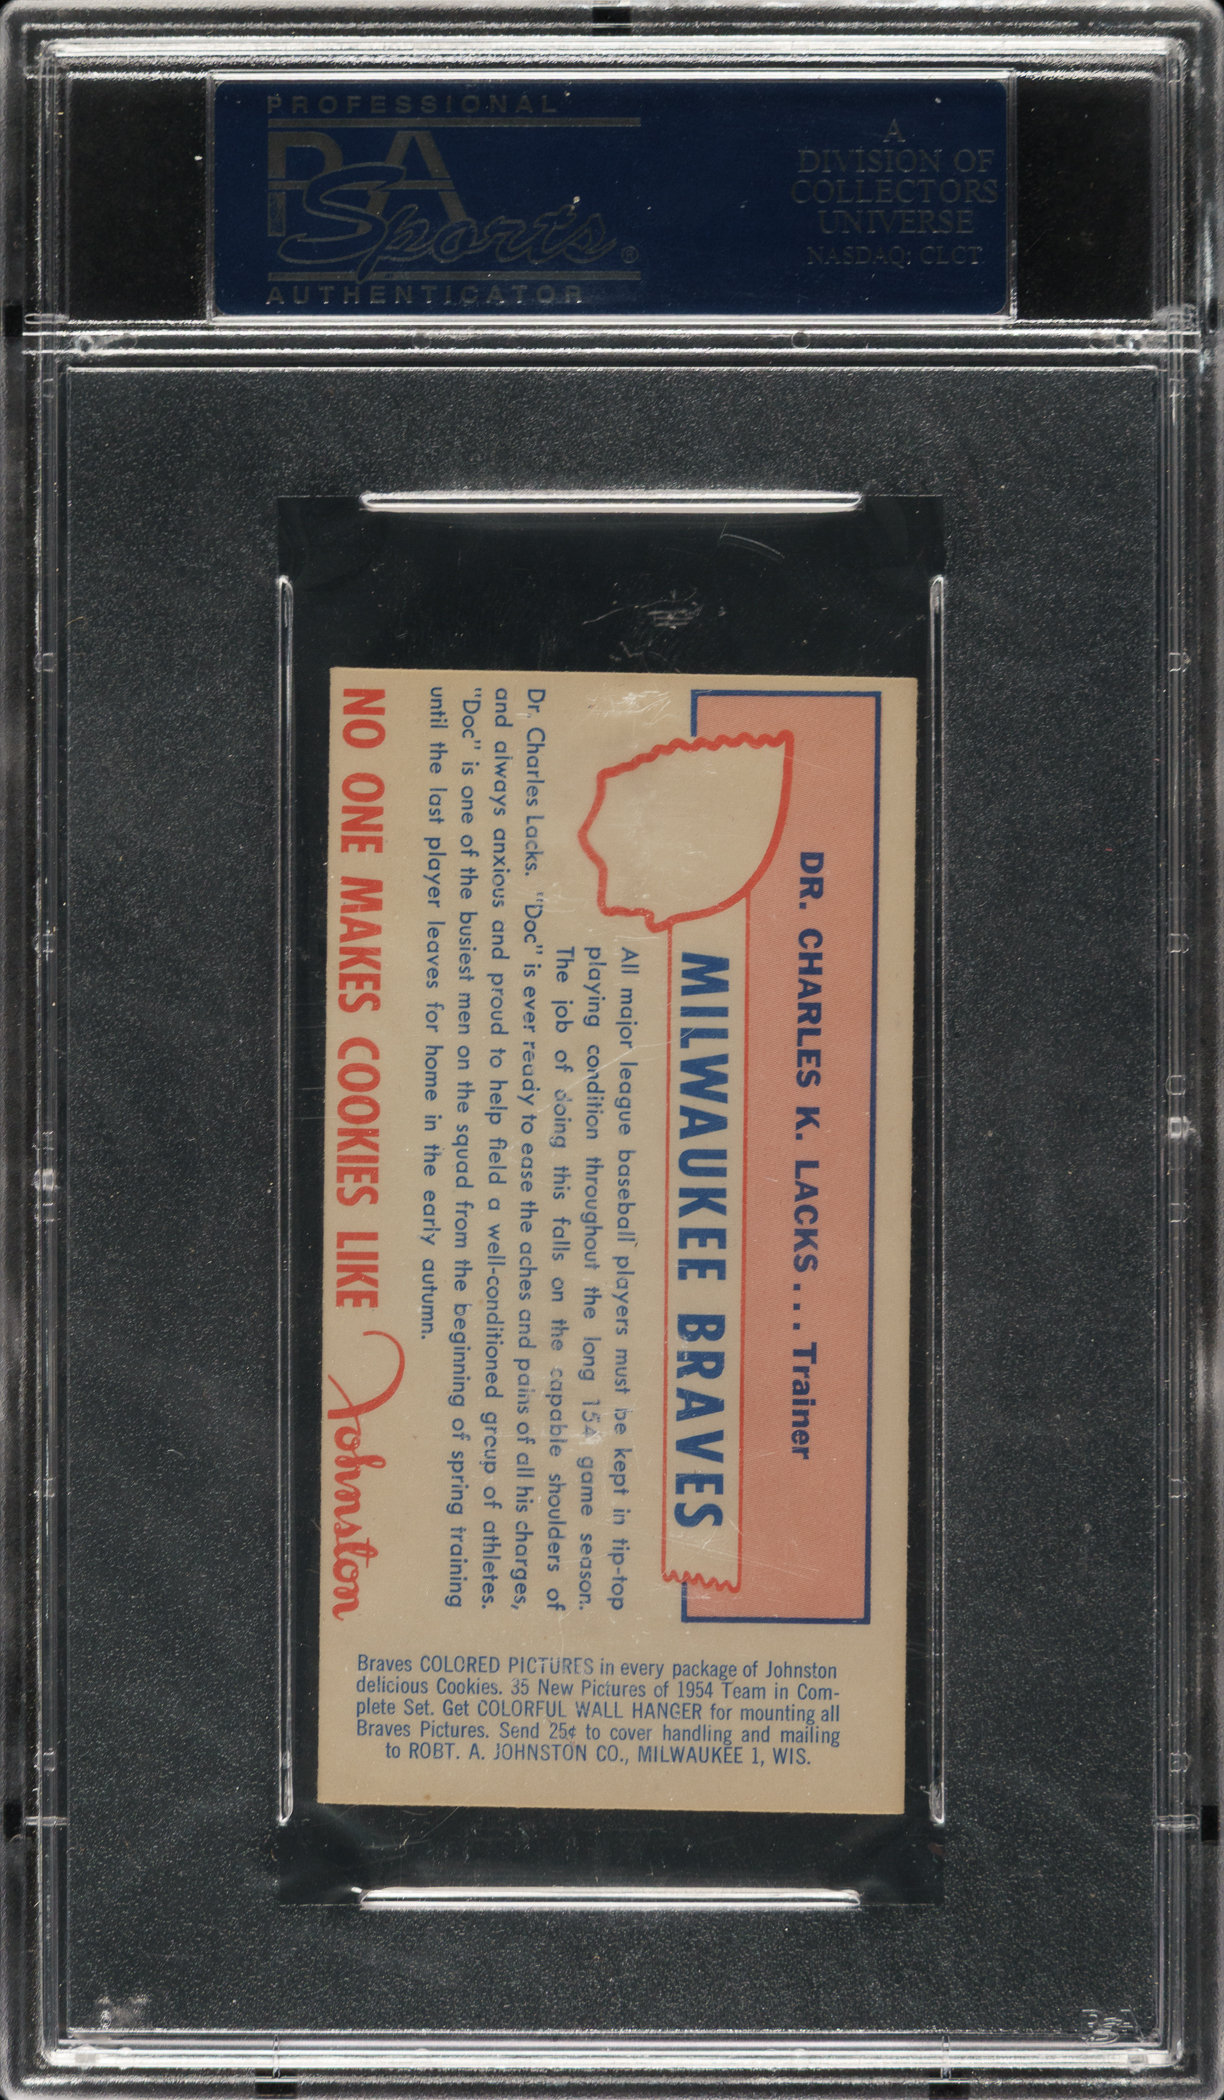 PROFESSIONAL
PSA
Sports®
AUTHENTICATOR
A
DIVISION OF
COLLECTORS
UNIVERSE
NASDAQ: CLCT
DR. CHARLES K. LACKS . . . Trainer
MILWAUKEE BRAVES
All major league baseball players must be kept in tip-top
playing condition throughout the long 154 game season.
The job of doing this falls on the capable shoulders of
Dr. Charles Lacks. "Doc" is ever ready to ease the aches and pains of all his charges,
and always anxious and proud to help field a well-conditioned group of athletes.
"Doc" is one of the busiest men on the squad from the beginning of spring training
until the last player leaves for home in the early autumn.
NO ONE MAKES COOKIES LIKE Johnston
Braves COLORED PICTURES in every package of Johnston
delicious Cookies. 35 New Pictures of 1954 Team in Com-
plete Set. Get COLORFUL WALL HANGER for mounting all
Braves Pictures. Send 25¢ to cover handling and mailing
to ROBT. A. JOHNSTON CO., MILWAUKEE 1, WIS.
PSA